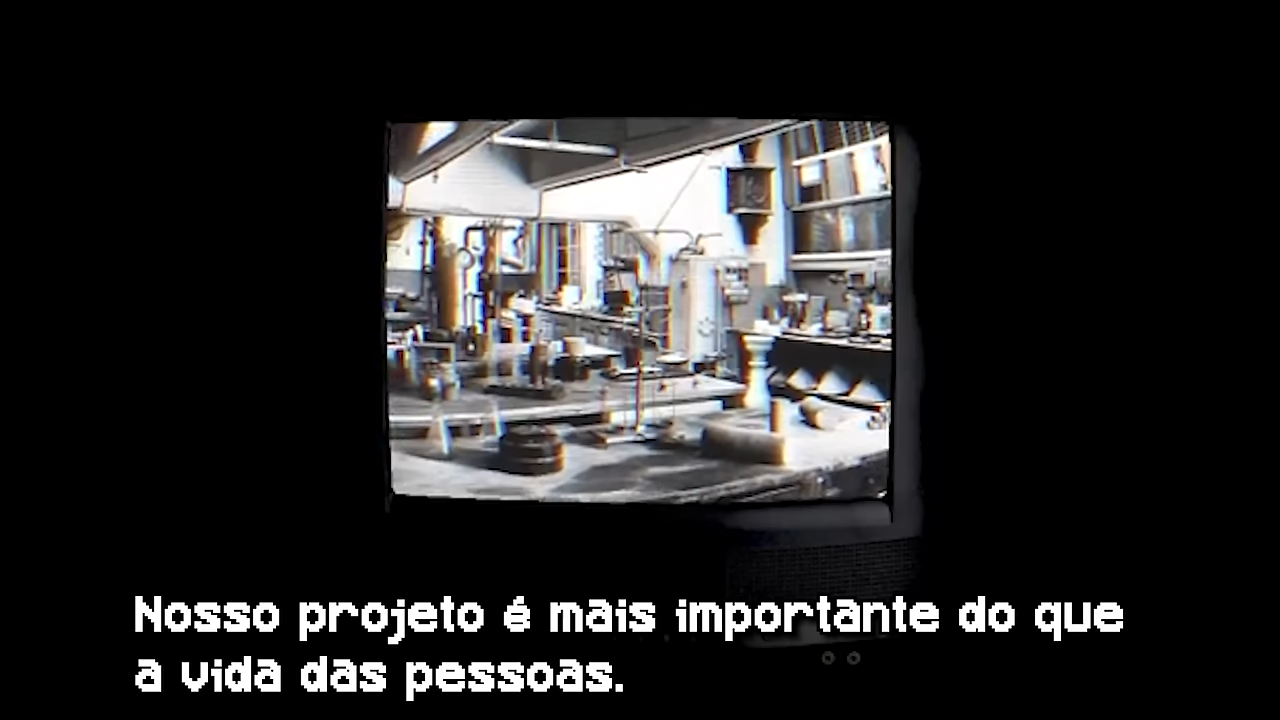 Nosso projeto é mais importante do que
a vida das pessoas.